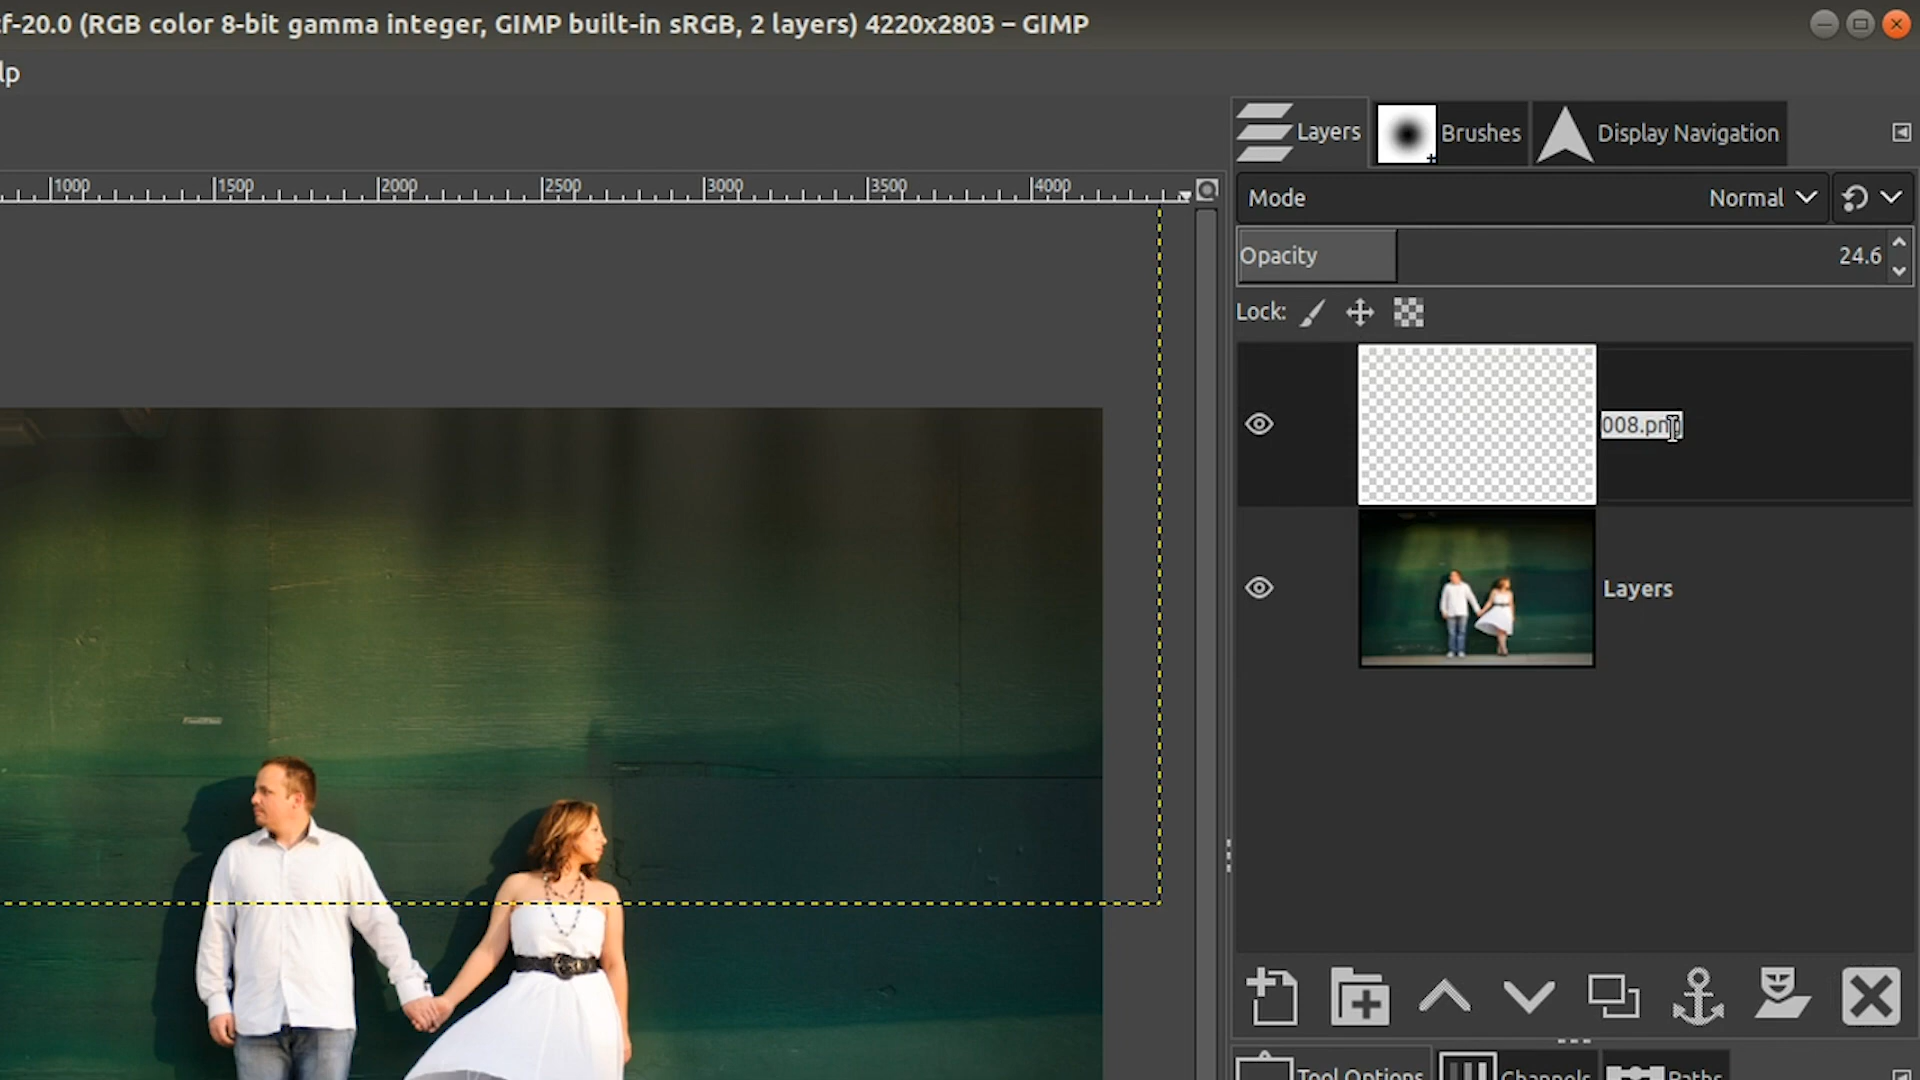 f-20.0 (RGB color 8-bit gamma integer, GIMP built-in sRGB, 2 layers) 4220x2803 – GIMP
lp
Layers Brushes Display Navigation
1000 1500 2000 2500 3000 3500 4000
Mode Normal
Opacity 24.6
Lock:
008.png
Layers
Tool Options Channels Paths